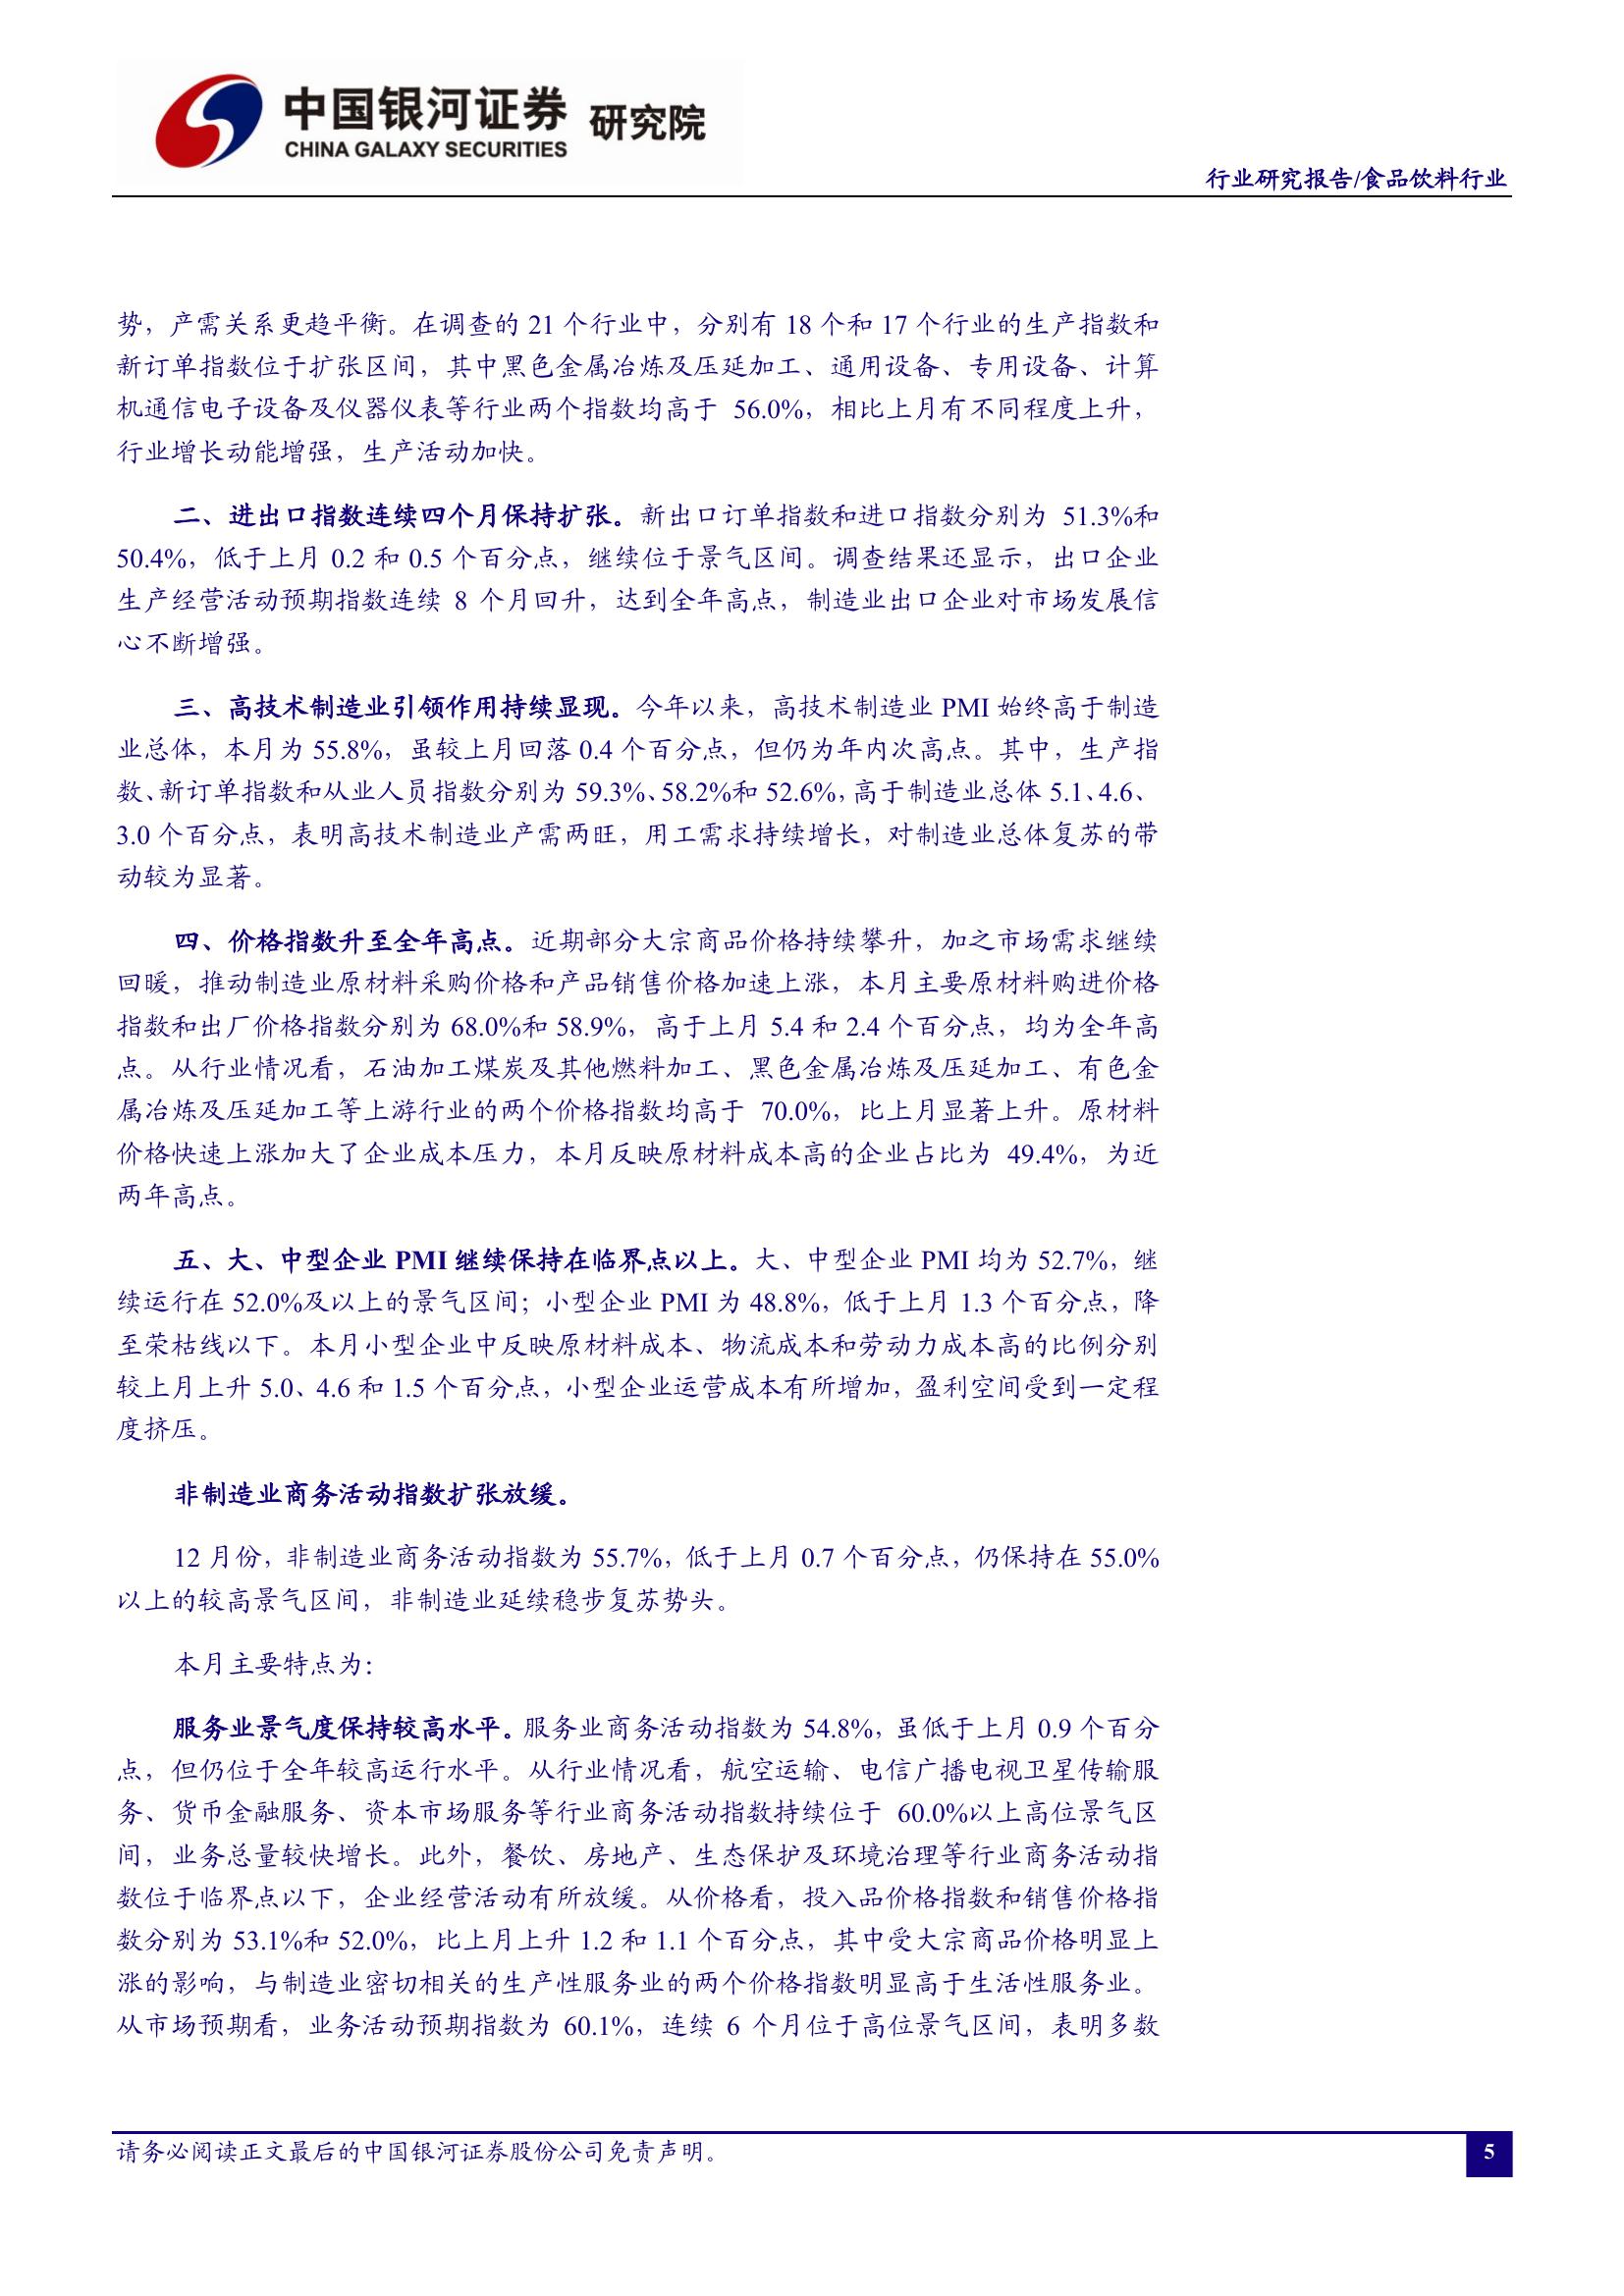 中国银河证券 研究院
CHINA GALAXY SECURITIES
行业研究报告/食品饮料行业
势，产需关系更趋平衡。在调查的 21 个行业中，分别有 18 个和 17 个行业的生产指数和
新订单指数位于扩张区间，其中黑色金属冶炼及压延加工、通用设备、专用设备、计算
机通信电子设备及仪器仪表等行业两个指数均高于 56.0%，相比上月有不同程度上升，
行业增长动能增强，生产活动加快。
二、进出口指数连续四个月保持扩张。新出口订单指数和进口指数分别为 51.3%和
50.4%，低于上月 0.2 和 0.5 个百分点，继续位于景气区间。调查结果还显示，出口企业
生产经营活动预期指数连续 8 个月回升，达到全年高点，制造业出口企业对市场发展信
心不断增强。
三、高技术制造业引领作用持续显现。今年以来，高技术制造业 PMI 始终高于制造
业总体，本月为 55.8%，虽较上月回落 0.4 个百分点，但仍为年内次高点。其中，生产指
数、新订单指数和从业人员指数分别为 59.3%、58.2%和 52.6%，高于制造业总体 5.1、4.6、
3.0 个百分点，表明高技术制造业产需两旺，用工需求持续增长，对制造业总体复苏的带
动较为显著。
四、价格指数升至全年高点。近期部分大宗商品价格持续攀升，加之市场需求继续
回暖，推动制造业原材料采购价格和产品销售价格加速上涨，本月主要原材料购进价格
指数和出厂价格指数分别为 68.0%和 58.9%，高于上月 5.4 和 2.4 个百分点，均为全年高
点。从行业情况看，石油加工煤炭及其他燃料加工、黑色金属冶炼及压延加工、有色金
属冶炼及压延加工等上游行业的两个价格指数均高于 70.0%，比上月显著上升。原材料
价格快速上涨加大了企业成本压力，本月反映原材料成本高的企业占比为 49.4%，为近
两年高点。
五、大、中型企业 PMI 继续保持在临界点以上。大、中型企业 PMI 均为 52.7%，继
续运行在 52.0%及以上的景气区间；小型企业 PMI 为 48.8%，低于上月 1.3 个百分点，降
至荣枯线以下。本月小型企业中反映原材料成本、物流成本和劳动力成本高的比例分别
较上月上升 5.0、4.6 和 1.5 个百分点，小型企业运营成本有所增加，盈利空间受到一定程
度挤压。
非制造业商务活动指数扩张放缓。
12 月份，非制造业商务活动指数为 55.7%，低于上月 0.7 个百分点，仍保持在 55.0%
以上的较高景气区间，非制造业延续稳步复苏势头。
本月主要特点为：
服务业景气度保持较高水平。服务业商务活动指数为 54.8%，虽低于上月 0.9 个百分
点，但仍位于全年较高运行水平。从行业情况看，航空运输、电信广播电视卫星传输服
务、货币金融服务、资本市场服务等行业商务活动指数持续位于 60.0%以上高位景气区
间，业务总量较快增长。此外，餐饮、房地产、生态保护及环境治理等行业商务活动指
数位于临界点以下，企业经营活动有所放缓。从价格看，投入品价格指数和销售价格指
数分别为 53.1%和 52.0%，比上月上升 1.2 和 1.1 个百分点，其中受大宗商品价格明显上
涨的影响，与制造业密切相关的生产性服务业的两个价格指数明显高于生活性服务业。
从市场预期看，业务活动预期指数为 60.1%，连续 6 个月位于高位景气区间，表明多数
请务必阅读正文最后的中国银河证券股份公司免责声明。
5